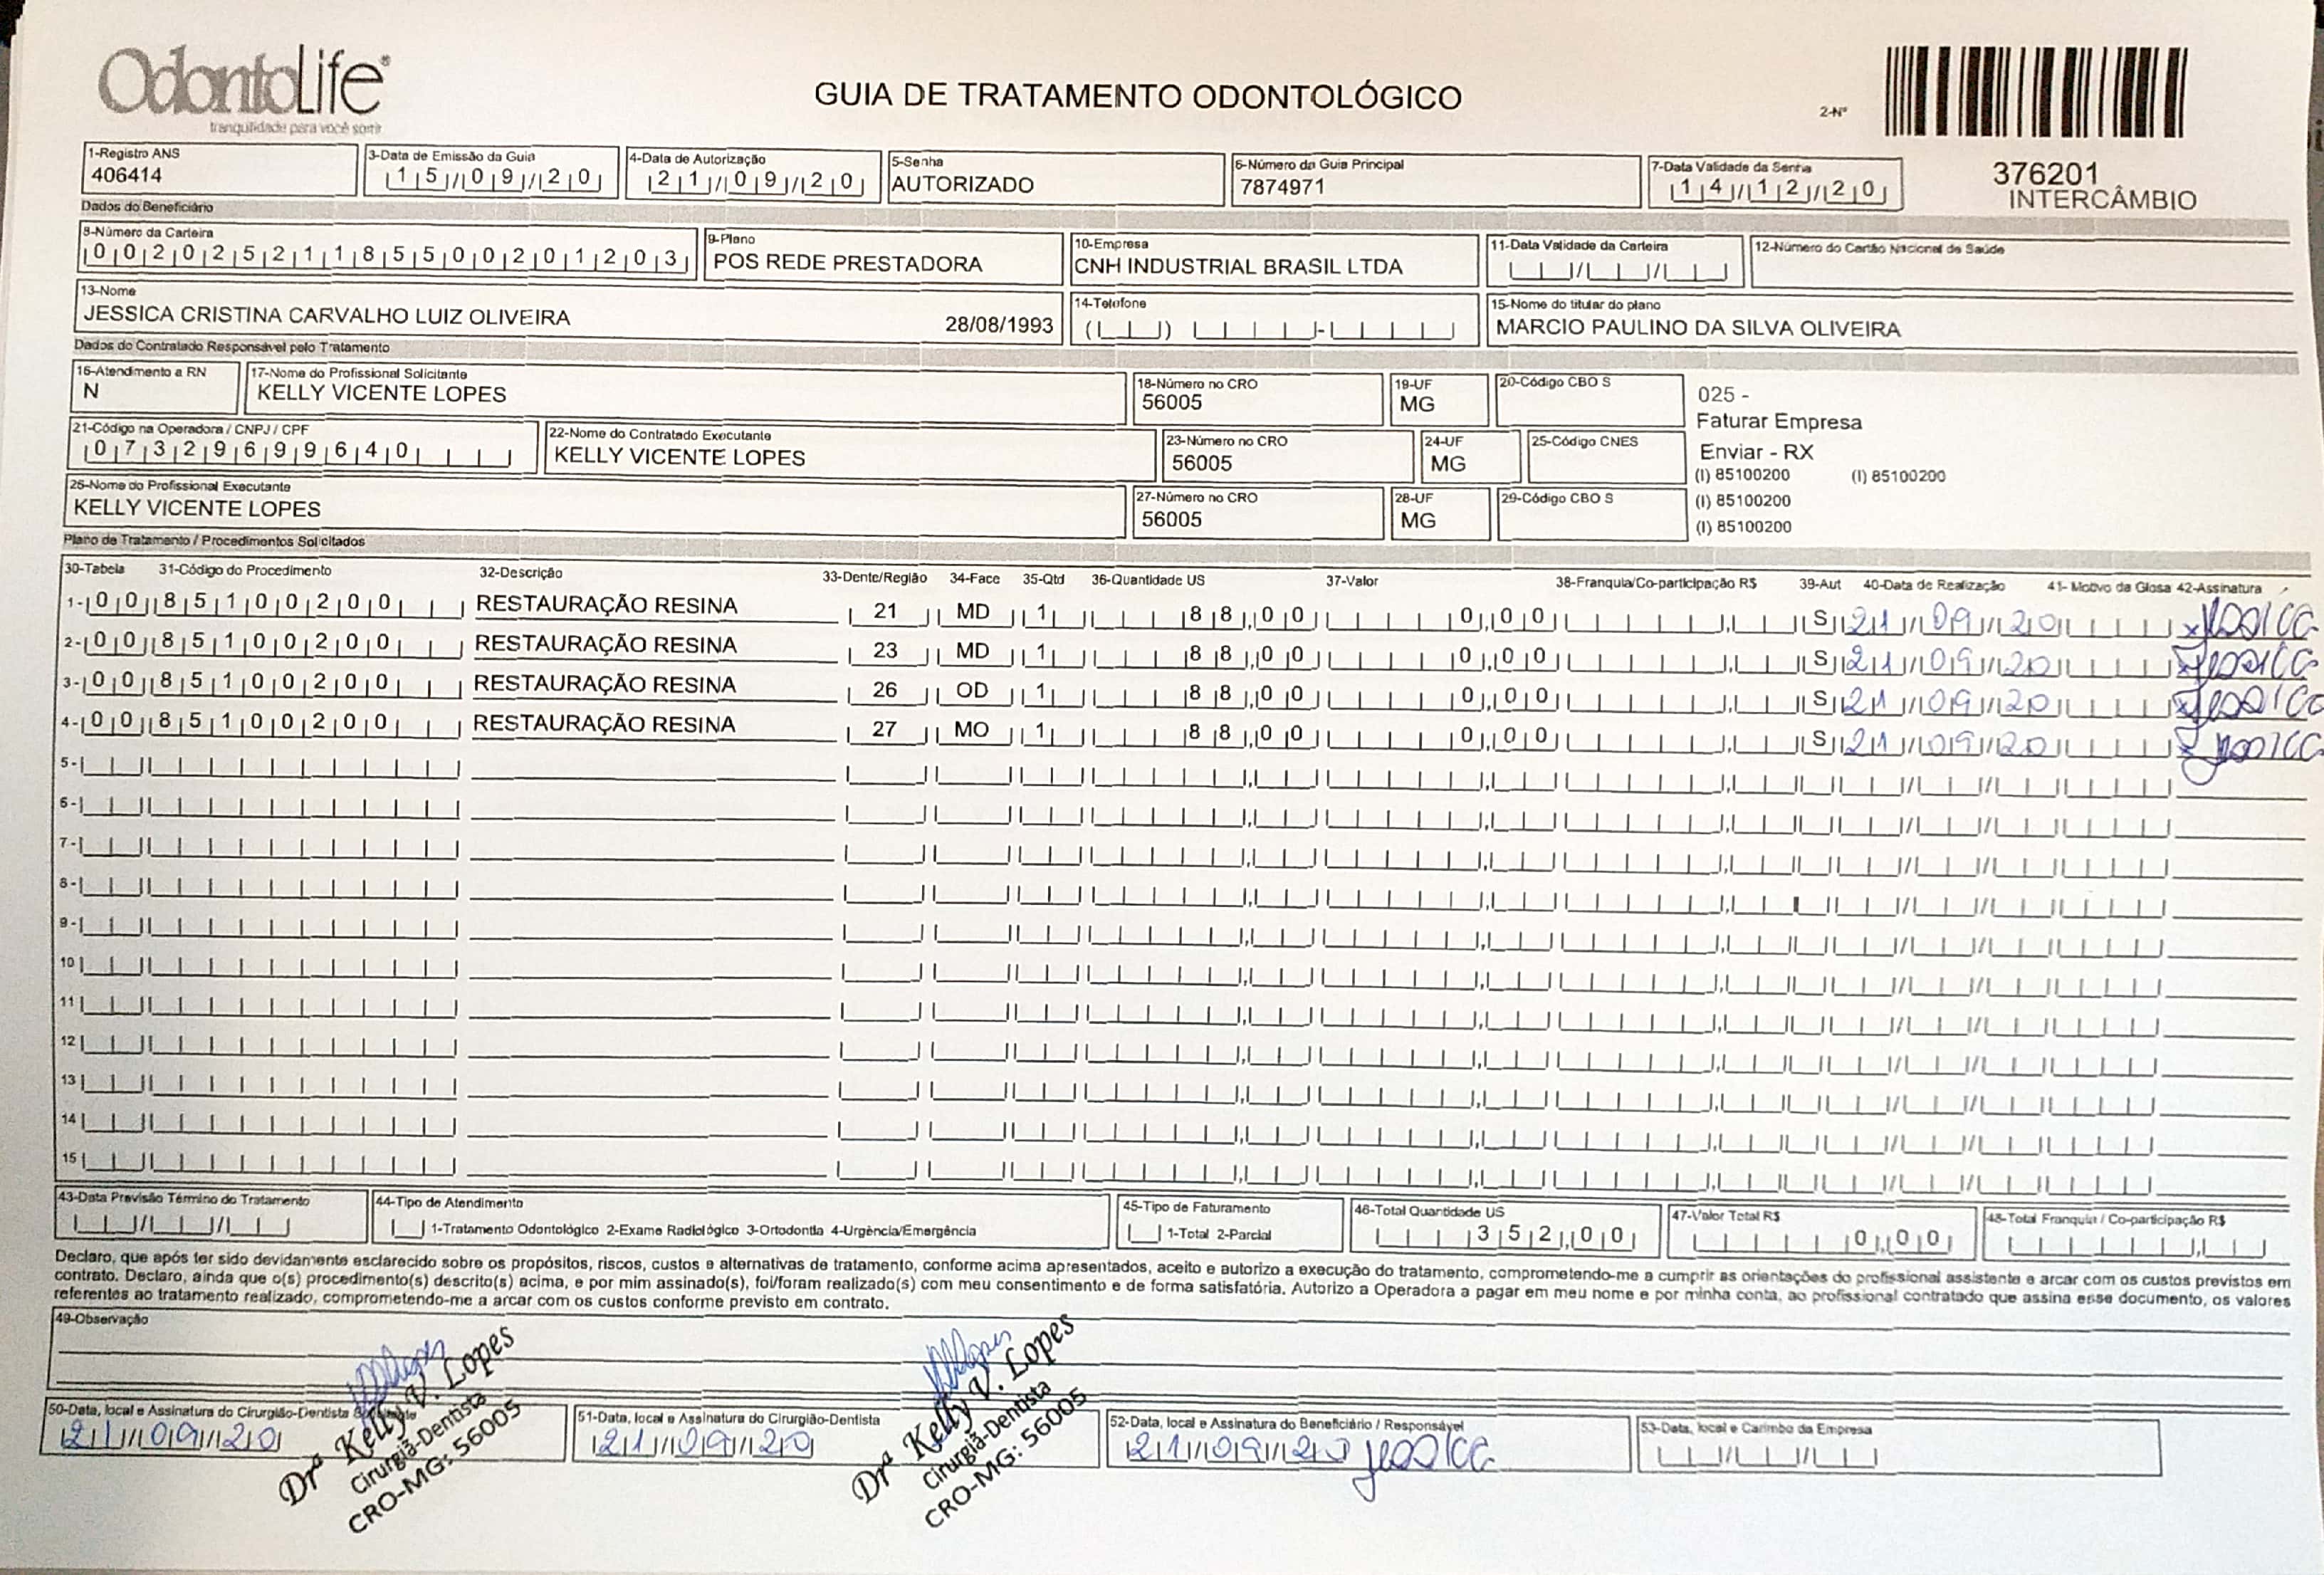 OdontoLife®
tranquilidade para você sorrir
GUIA DE TRATAMENTO ODONTOLÓGICO
2-Nº
376201
INTERCÂMBIO
1-Registro ANS
406414
3-Data de Emissão da Guia
15/09/20
4-Data de Autorização
21/09/20
5-Senha
AUTORIZADO
6-Número da Guia Principal
7874971
7-Data Validade da Senha
14/12/20
Dados do Beneficiário
8-Número da Carteira
00202521185500201203
9-Plano
POS REDE PRESTADORA
10-Empresa
CNH INDUSTRIAL BRASIL LTDA
11-Data Validade da Carteira
12-Número do Cartão Nacional de Saúde
13-Nome
JESSICA CRISTINA CARVALHO LUIZ OLIVEIRA 28/08/1993
14-Telefone
15-Nome do titular do plano
MARCIO PAULINO DA SILVA OLIVEIRA
Dados do Contratado Responsável pelo Tratamento
16-Atendimento a RN
N
17-Nome do Profissional Solicitante
KELLY VICENTE LOPES
18-Número no CRO
56005
19-UF
MG
20-Código CBO S
025 -
Faturar Empresa
Enviar - RX
(I) 85100200 (I) 85100200
(I) 85100200
(I) 85100200
21-Código na Operadora / CNPJ / CPF
07329699640
22-Nome do Contratado Executante
KELLY VICENTE LOPES
23-Número no CRO
56005
24-UF
MG
25-Código CNES
26-Nome do Profissional Executante
KELLY VICENTE LOPES
27-Número no CRO
56005
28-UF
MG
29-Código CBO S
Plano de Tratamento / Procedimentos Solicitados
30-Tabela 31-Código do Procedimento 32-Descrição 33-Dente/Região 34-Face 35-Qtd 36-Quantidade US 37-Valor 38-Franquia/Co-participação R$ 39-Aut 40-Data de Realização 41- Motivo da Glosa 42-Assinatura
1- 00 85100200 RESTAURAÇÃO RESINA 21 MD 1 88,00 0,00 S 21/09/20 x Jessica
2- 00 85100200 RESTAURAÇÃO RESINA 23 MD 1 88,00 0,00 S 21/09/20 x Jessica
3- 00 85100200 RESTAURAÇÃO RESINA 26 OD 1 88,00 0,00 S 21/09/20 x Jessica
4- 00 85100200 RESTAURAÇÃO RESINA 27 MO 1 88,00 0,00 S 21/09/20 x Jessica
5-
6-
7-
8-
9-
10
11
12
13
14
15
43-Data Previsão Término do Tratamento
44-Tipo de Atendimento
1-Tratamento Odontológico 2-Exame Radiológico 3-Ortodontia 4-Urgência/Emergência
45-Tipo de Faturamento
1-Total 2-Parcial
46-Total Quantidade US
352,00
47-Valor Total R$
0,00
48-Total Franquia / Co-participação R$
Declaro, que após ter sido devidamente esclarecido sobre os propósitos, riscos, custos e alternativas de tratamento, conforme acima apresentados, aceito e autorizo a execução do tratamento, comprometendo-me a cumprir as orientações do profissional assistente e arcar com os custos previstos em
contrato. Declaro, ainda que o(s) procedimento(s) descrito(s) acima, e por mim assinado(s), foi/foram realizado(s) com meu consentimento e de forma satisfatória. Autorizo a Operadora a pagar em meu nome e por minha conta, ao profissional contratado que assina esse documento, os valores
referentes ao tratamento realizado, comprometendo-me a arcar com os custos conforme previsto em contrato.
49-Observação
50-Data, local e Assinatura do Cirurgião-Dentista
21/09/20
Drª Kelly V. Lopes
Cirurgiã-Dentista
CRO-MG: 56005
51-Data, local e Assinatura do Cirurgião-Dentista
21/09/20
Drª Kelly V. Lopes
Cirurgiã-Dentista
CRO-MG: 56005
52-Data, local e Assinatura do Beneficiário / Responsável
21/09/20 Jessica
53-Data, local e Carimbo da Empresa